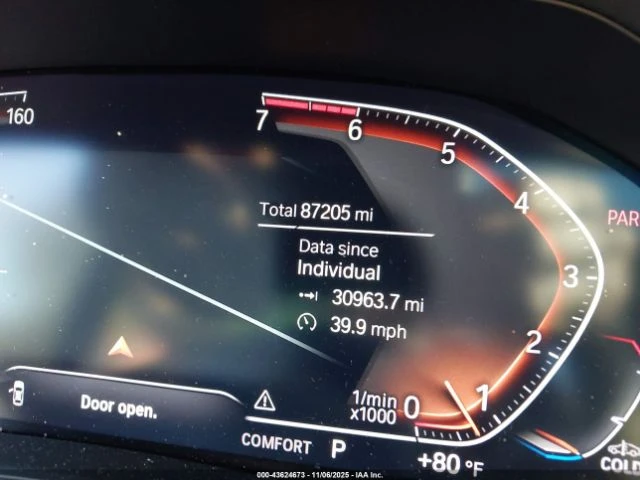 160
7
6
5
4
3
2
1
0
Total 87205 mi
PAR
Data since
Individual
30963.7 mi
39.9 mph
Door open.
1/min
x1000
COMFORT P
+80 °F
COLD
000-43624673 - 11/06/2025 - IAA Inc.